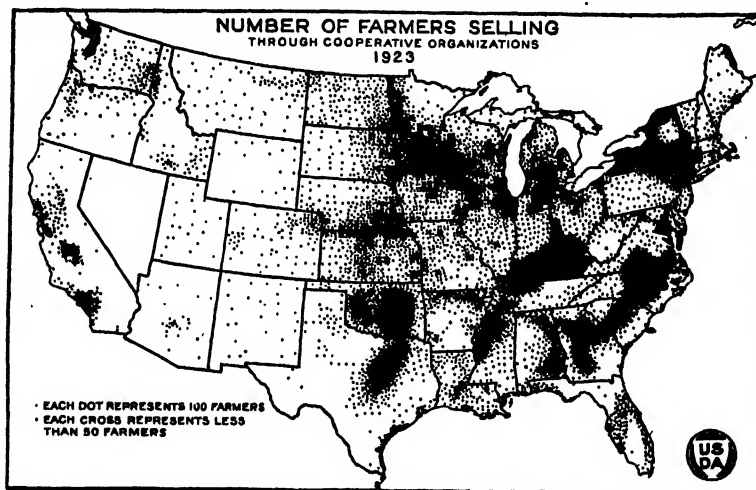 NUMBER OF FARMERS SELLING
THROUGH COOPERATIVE ORGANIZATIONS
1923
• EACH DOT REPRESENTS 100 FARMERS
• EACH CROSS REPRESENTS LESS
THAN 50 FARMERS
US
DA